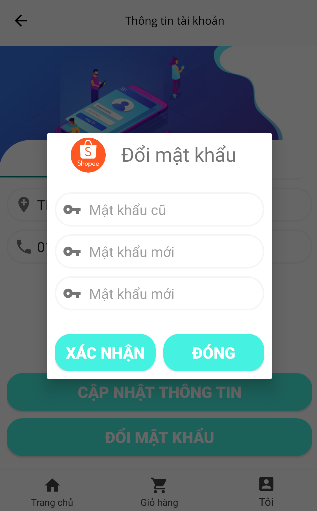 Thông tin tài khoản
S
Shopee
Đổi mật khẩu
Mật khẩu cũ
Mật khẩu mới
Mật khẩu mới
XÁC NHẬN
ĐÓNG
CẬP NHẬT THÔNG TIN
ĐỔI MẬT KHẨU
Trang chủ
Giỏ hàng
Tôi